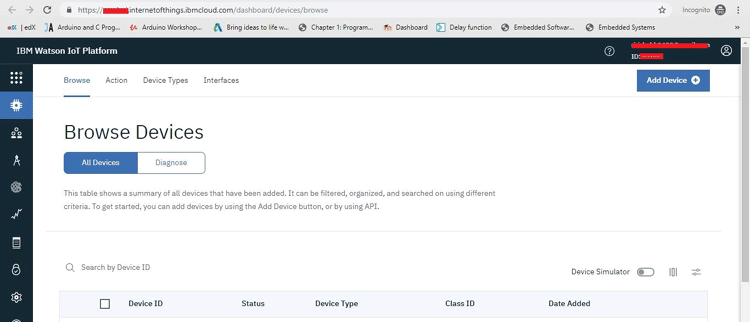 https://internetofthings.ibmcloud.com/dashboard/devices/browse
Incognito
edX | edX
Arduino and C Prog...
Arduino Workshop...
Bring ideas to life w...
Chapter 1: Program...
Dashboard
Delay function
Embedded Softwar...
Embedded Systems
IBM Watson IoT Platform
ID:
Browse
Action
Device Types
Interfaces
Add Device
Browse Devices
All Devices
Diagnose
This table shows a summary of all devices that have been added. It can be filtered, organized, and searched on using different
criteria. To get started, you can add devices by using the Add Device button, or by using API.
Search by Device ID
Device Simulator
Device ID
Status
Device Type
Class ID
Date Added